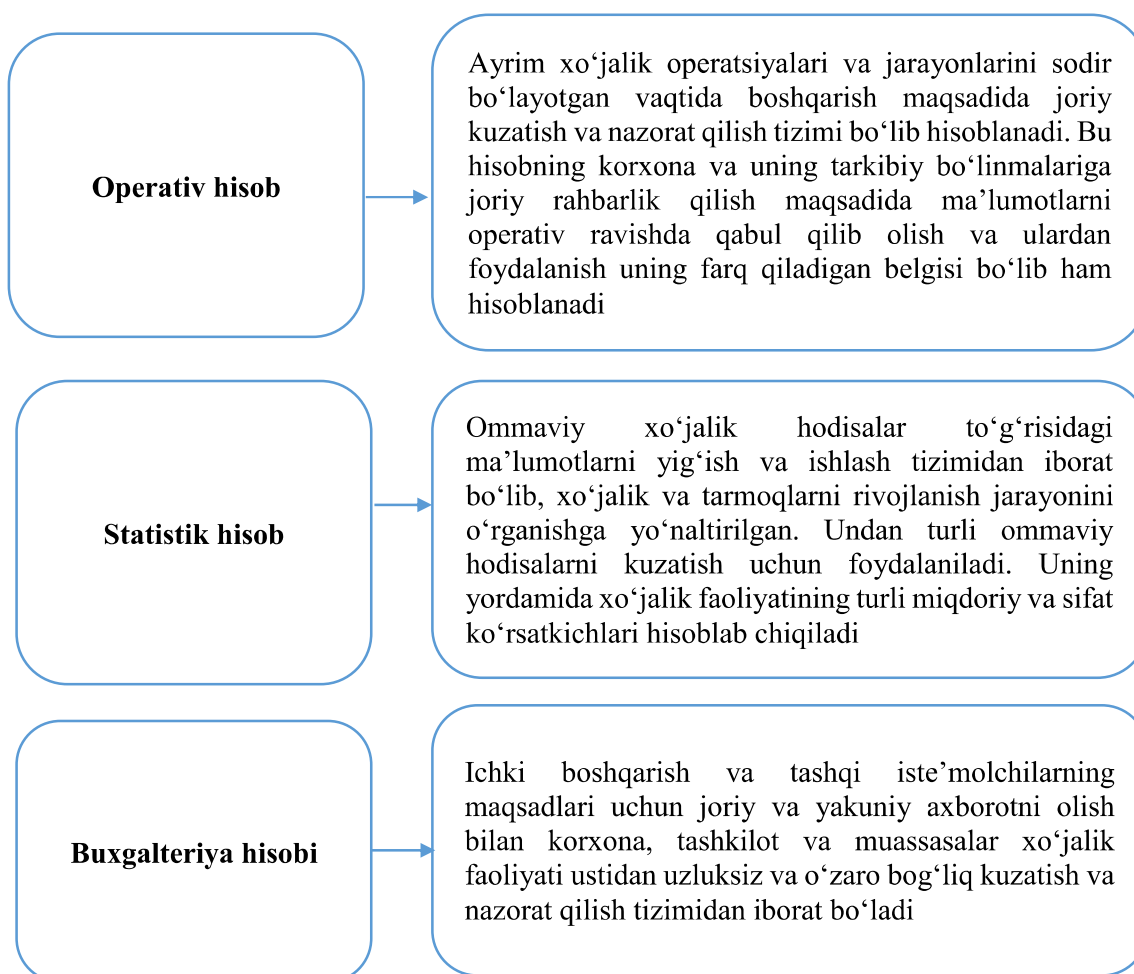 Operativ hisob
Ayrim xo‘jalik operatsiyalari va jarayonlarini sodir
bo‘layotgan vaqtida boshqarish maqsadida joriy
kuzatish va nazorat qilish tizimi bo‘lib hisoblanadi. Bu
hisobning korxona va uning tarkibiy bo‘linmalariga
joriy rahbarlik qilish maqsadida ma’lumotlarni
operativ ravishda qabul qilib olish va ulardan
foydalanish uning farq qiladigan belgisi bo‘lib ham
hisoblanadi
Statistik hisob
Ommaviy xo‘jalik hodisalar to‘g‘risidagi
ma’lumotlarni yig‘ish va ishlash tizimidan iborat
bo‘lib, xo‘jalik va tarmoqlarni rivojlanish jarayonini
o‘rganishga yo‘naltirilgan. Undan turli ommaviy
hodisalarni kuzatish uchun foydalaniladi. Uning
yordamida xo‘jalik faoliyatining turli miqdoriy va sifat
ko‘rsatkichlari hisoblab chiqiladi
Buxgalteriya hisobi
Ichki boshqarish va tashqi iste’molchilarning
maqsadlari uchun joriy va yakuniy axborotni olish
bilan korxona, tashkilot va muassasalar xo‘jalik
faoliyati ustidan uzluksiz va o‘zaro bog‘liq kuzatish va
nazorat qilish tizimidan iborat bo‘ladi